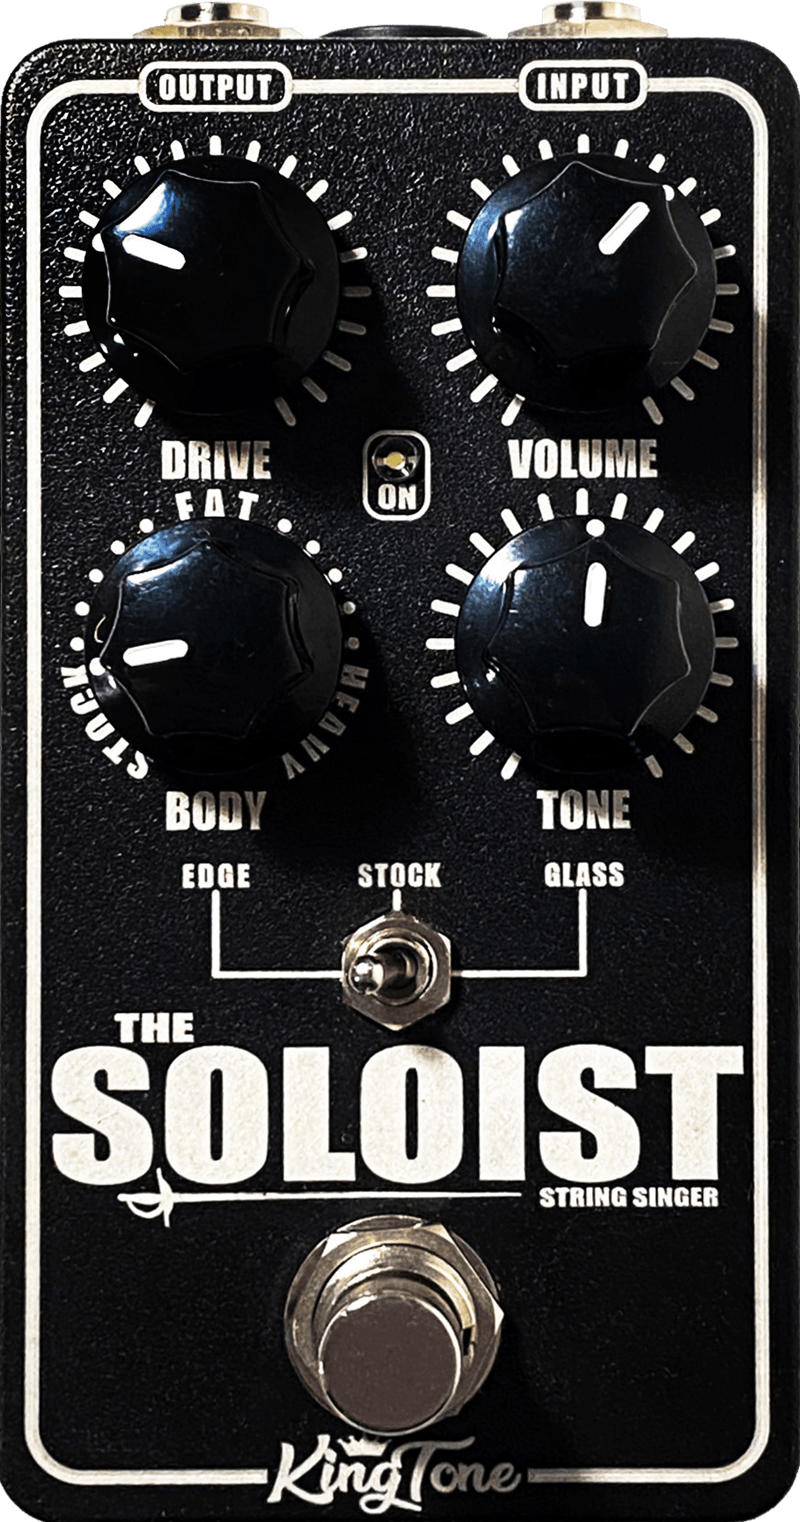 OUTPUT INPUT
DRIVE VOLUME
ON
FAT
STOCK HEAVY
BODY TONE
EDGE STOCK GLASS
THE
SOLOIST
STRING SINGER
KingTone